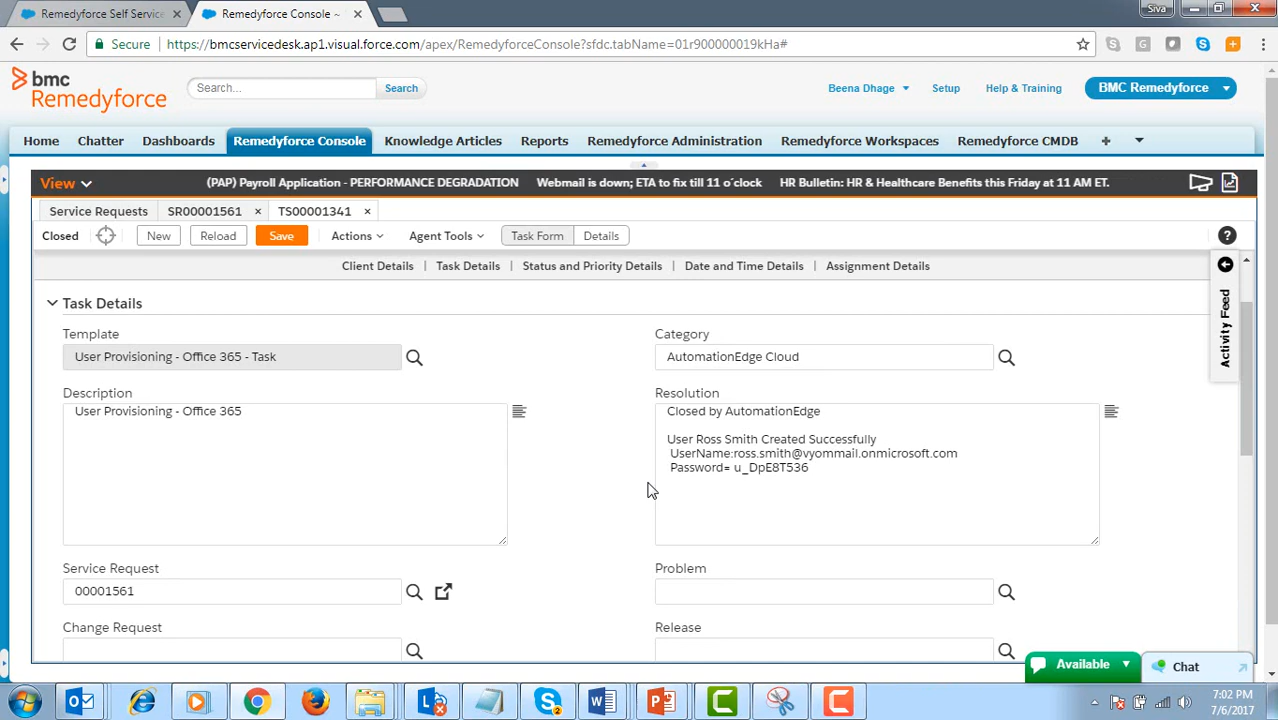 Remedyforce Self Service
Remedyforce Console ~
Siva
Secure
https://bmcservicedesk.ap1.visual.force.com/apex/RemedyforceConsole?sfdc.tabName=01r900000019kHa#
bmc
Remedyforce
Search...
Search
Beena Dhage
Setup
Help & Training
BMC Remedyforce
Home
Chatter
Dashboards
Remedyforce Console
Knowledge Articles
Reports
Remedyforce Administration
Remedyforce Workspaces
Remedyforce CMDB
+
View
(PAP) Payroll Application - PERFORMANCE DEGRADATION
Webmail is down; ETA to fix till 11 o´clock
HR Bulletin: HR & Healthcare Benefits this Friday at 11 AM ET.
Service Requests
SR00001561
TS00001341
Closed
New
Reload
Save
Actions
Agent Tools
Task Form
Details
?
Client Details
Task Details
Status and Priority Details
Date and Time Details
Assignment Details
Activity Feed
Task Details
Template
User Provisioning - Office 365 - Task
Category
AutomationEdge Cloud
Description
User Provisioning - Office 365
Resolution
Closed by AutomationEdge
User Ross Smith Created Successfully
UserName:ross.smith@vyommail.onmicrosoft.com
Password= u_DpE8T536
Service Request
00001561
Problem
Change Request
Release
Available
Chat
7:02 PM
7/6/2017